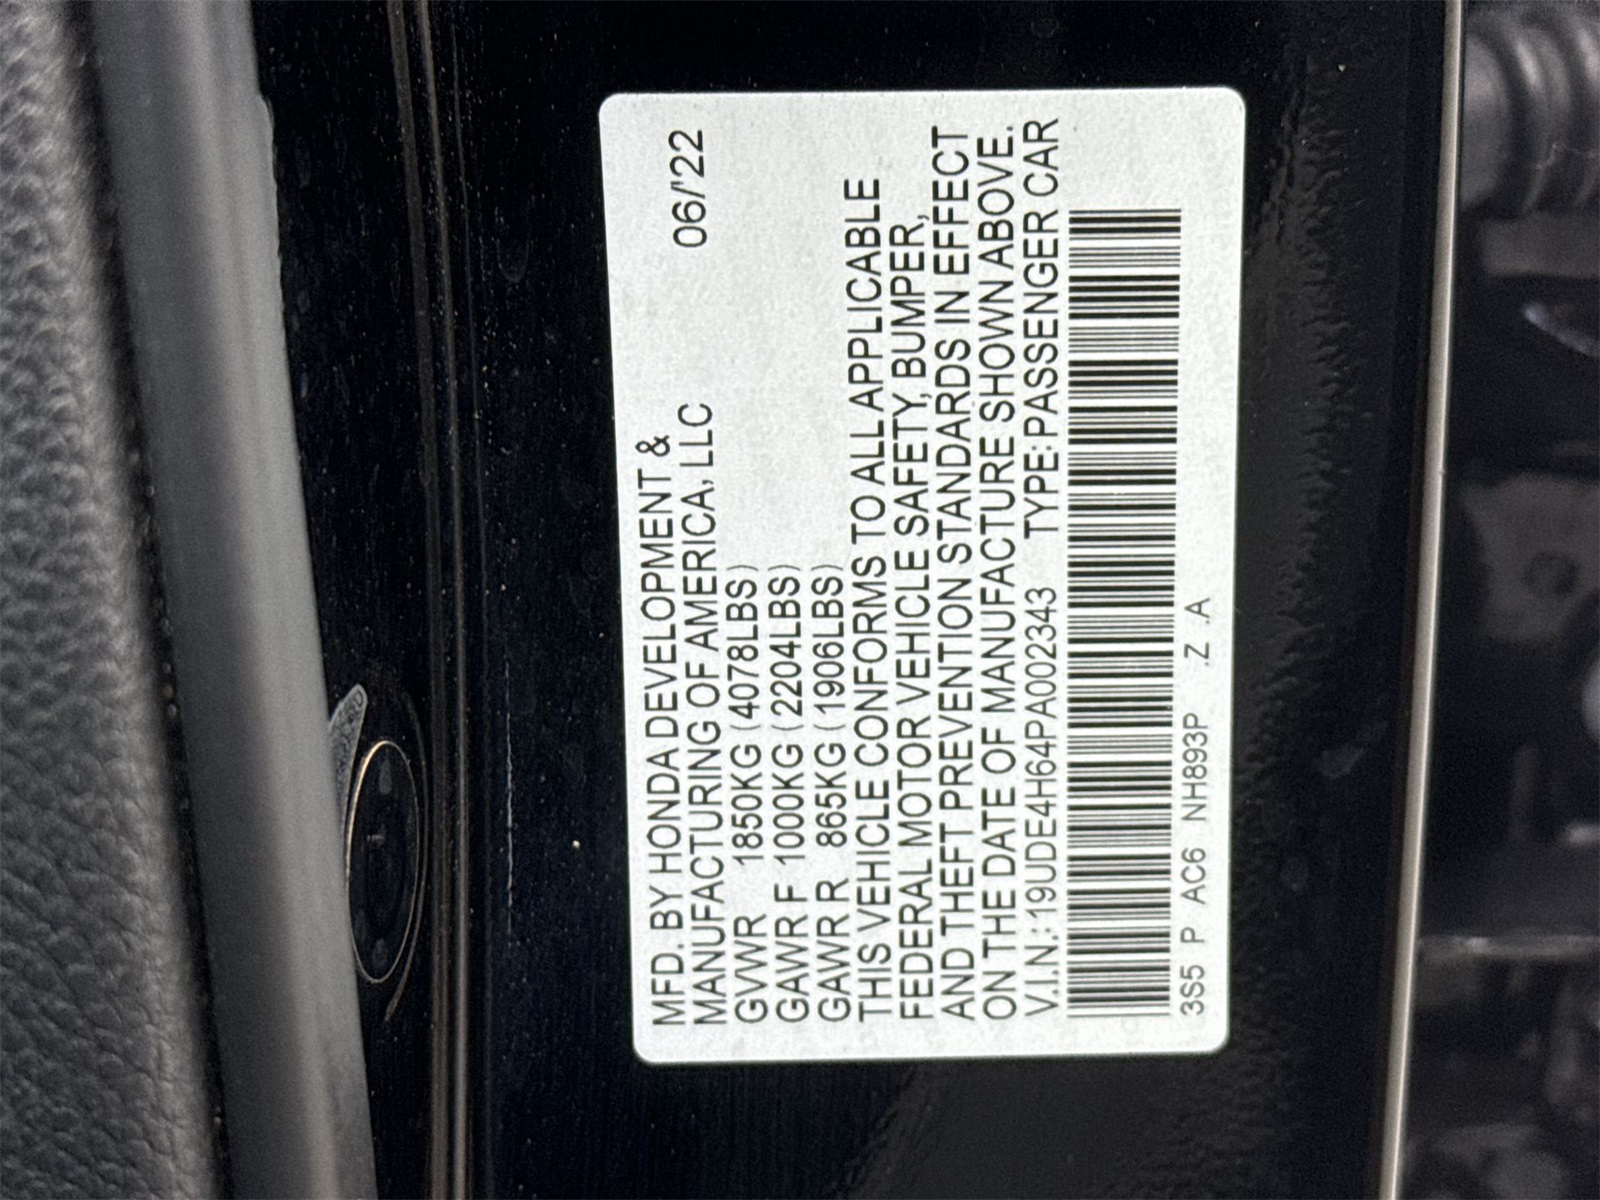 MFD. BY HONDA DEVELOPMENT &
MANUFACTURING OF AMERICA, LLC 06/'22
GVWR 1850KG (4078LBS)
GAWR F 1000KG (2204LBS)
GAWR R 865KG (1906LBS)
THIS VEHICLE CONFORMS TO ALL APPLICABLE
FEDERAL MOTOR VEHICLE SAFETY, BUMPER,
AND THEFT PREVENTION STANDARDS IN EFFECT
ON THE DATE OF MANUFACTURE SHOWN ABOVE.
V.I.N.: 19UDE4H64PA002343 TYPE: PASSENGER CAR
3S5 P AC6 NH893P .Z .A